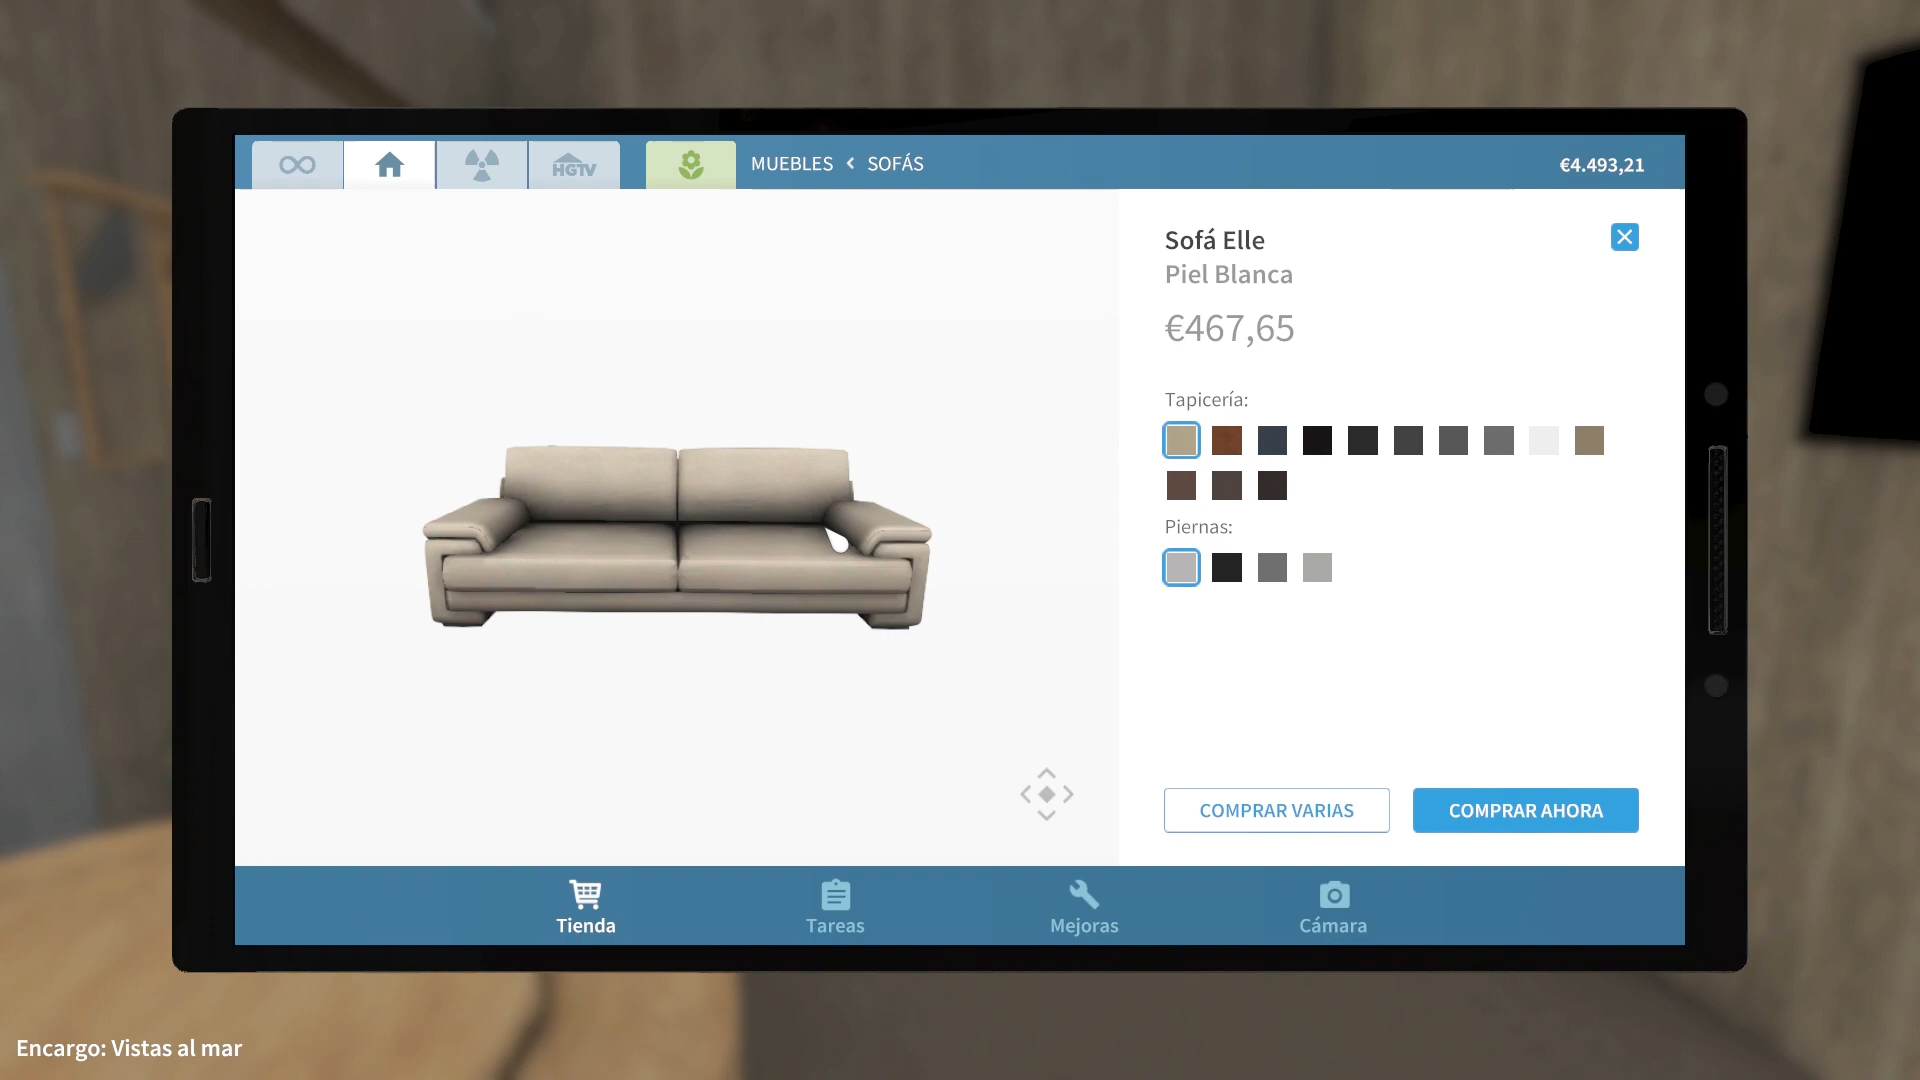 HGTV
MUEBLES < SOFÁS
€4.493,21
Sofá Elle
Piel Blanca
€467,65
Tapicería:
Piernas:
COMPRAR VARIAS
COMPRAR AHORA
Tienda
Tareas
Mejoras
Cámara
Encargo: Vistas al mar